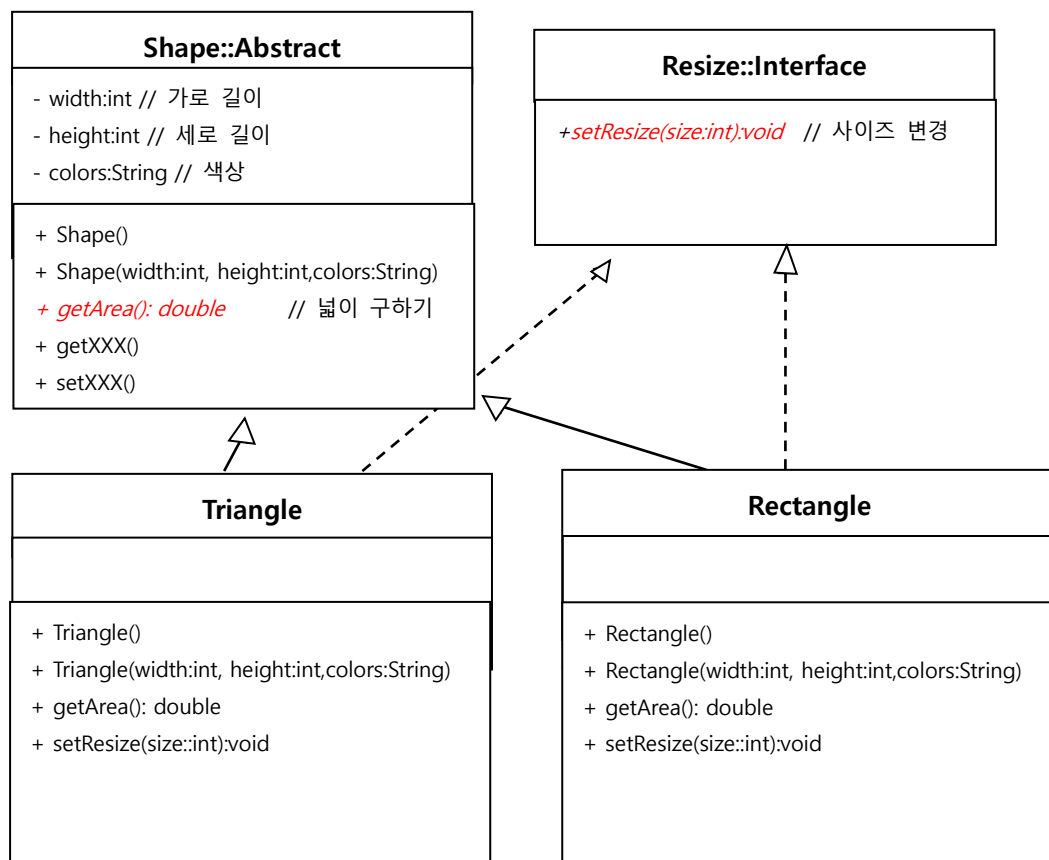 Shape::Abstract
- width:int // 가로 길이
- height:int // 세로 길이
- colors:String // 색상
+ Shape()
+ Shape(width:int, height:int,colors:String)
+ getArea(): double // 넓이 구하기
+ getXXX()
+ setXXX()
Resize::Interface
+setResize(size:int):void // 사이즈 변경
Triangle
+ Triangle()
+ Triangle(width:int, height:int,colors:String)
+ getArea(): double
+ setResize(size::int):void
Rectangle
+ Rectangle()
+ Rectangle(width:int, height:int,colors:String)
+ getArea(): double
+ setResize(size::int):void